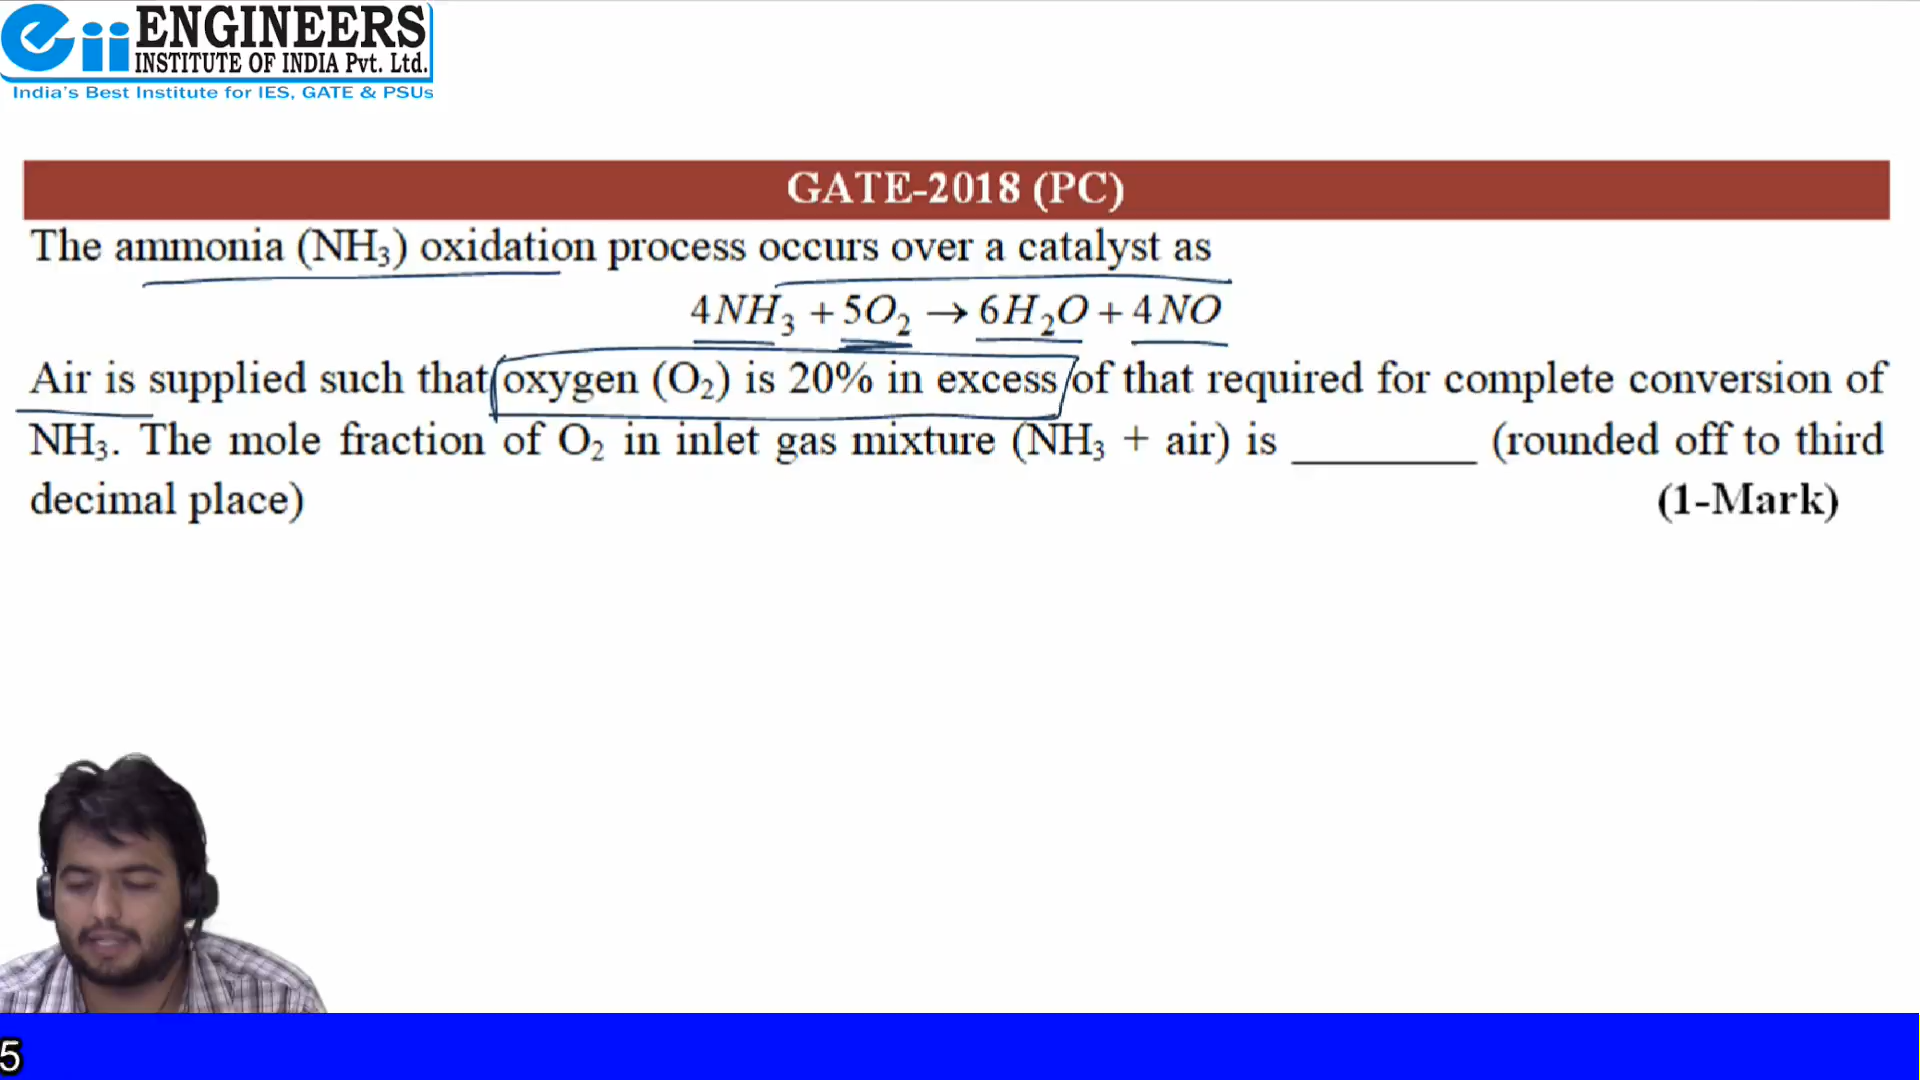 eii ENGINEERS
INSTITUTE OF INDIA Pvt. Ltd.
India's Best Institute for IES, GATE & PSUs
GATE-2018 (PC)
The ammonia (NH₃) oxidation process occurs over a catalyst as
4NH₃ + 5O₂ → 6H₂O + 4NO
Air is supplied such that oxygen (O₂) is 20% in excess of that required for complete conversion of
NH₃. The mole fraction of O₂ in inlet gas mixture (NH₃ + air) is ________ (rounded off to third
decimal place) (1-Mark)
5